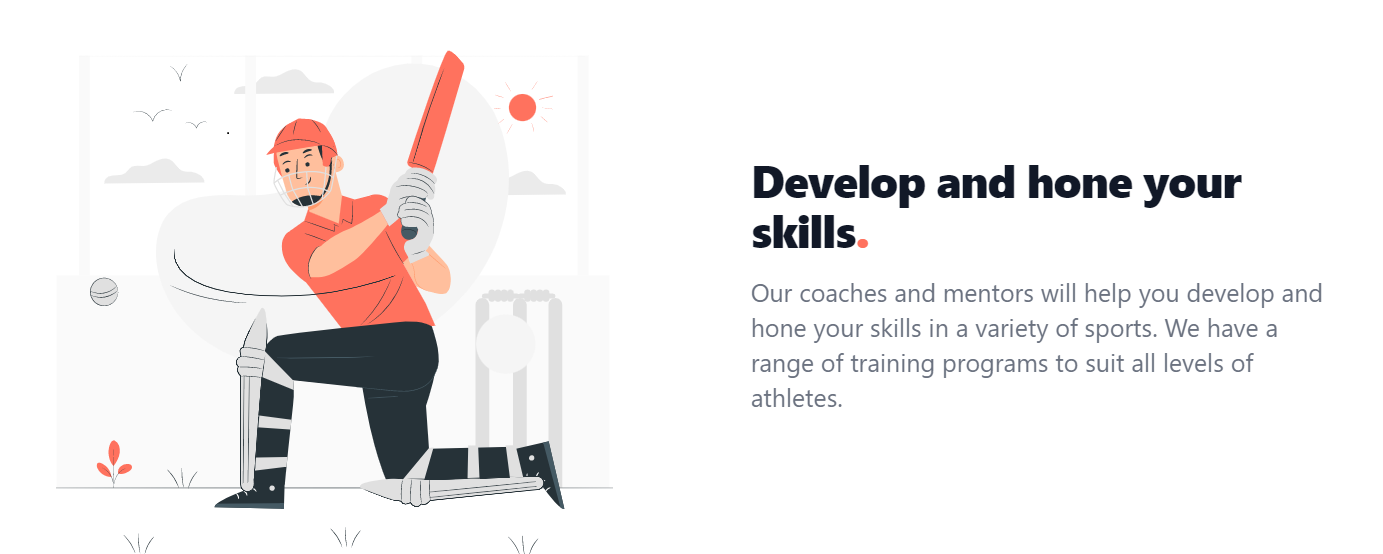 Develop and hone your
skills.
Our coaches and mentors will help you develop and
hone your skills in a variety of sports. We have a
range of training programs to suit all levels of
athletes.